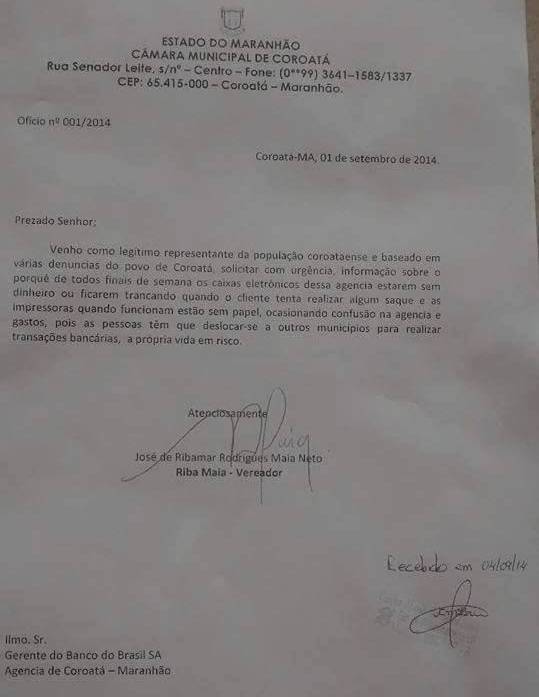 ESTADO DO MARANHÃO
CÂMARA MUNICIPAL DE COROATÁ
Rua Senador Leite, s/nº – Centro – Fone: (0**99) 3641–1583/1337
CEP: 65.415-000 – Coroatá – Maranhão.
Ofício nº 001/2014
Coroatá-MA, 01 de setembro de 2014.
Prezado Senhor;
Venho como legítimo representante da população coroataense e baseado em
várias denuncias do povo de Coroatá, solicitar com urgência, informação sobre o
porquê de todos finais de semana os caixas eletrônicos dessa agencia estarem sem
dinheiro ou ficarem trancando quando o cliente tenta realizar algum saque e as
impressoras quando funcionam estão sem papel, ocasionando confusão na agencia e
gastos, pois as pessoas têm que deslocar-se a outros municípios para realizar
transações bancárias, a própria vida em risco.
Atenciosamente
José de Ribamar Rodrigues Maia Neto
Riba Maia - Vereador
Recebido em 04/09/14
Ilmo. Sr.
Gerente do Banco do Brasil SA
Agencia de Coroatá – Maranhão